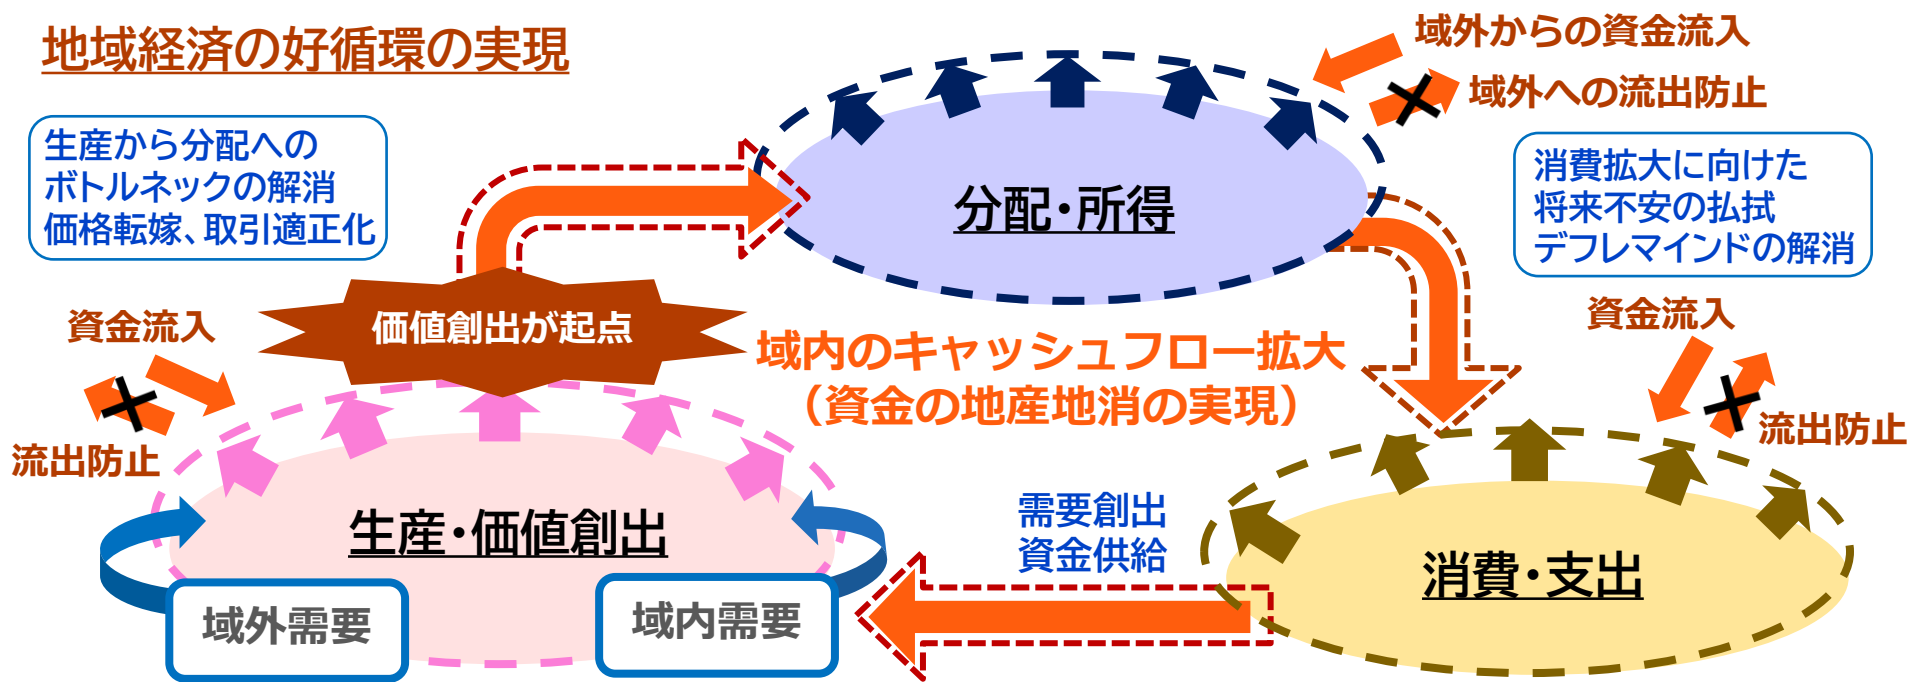 地域経済の好循環の実現
域外からの資金流入
域外への流出防止
生産から分配への
ボトルネックの解消
価格転嫁、取引適正化
分配・所得
消費拡大に向けた
将来不安の払拭
デフレマインドの解消
資金流入
流出防止
価値創出が起点
域内のキャッシュフロー拡大
（資金の地産地消の実現）
資金流入
流出防止
生産・価値創出
域外需要
域内需要
需要創出
資金供給
消費・支出